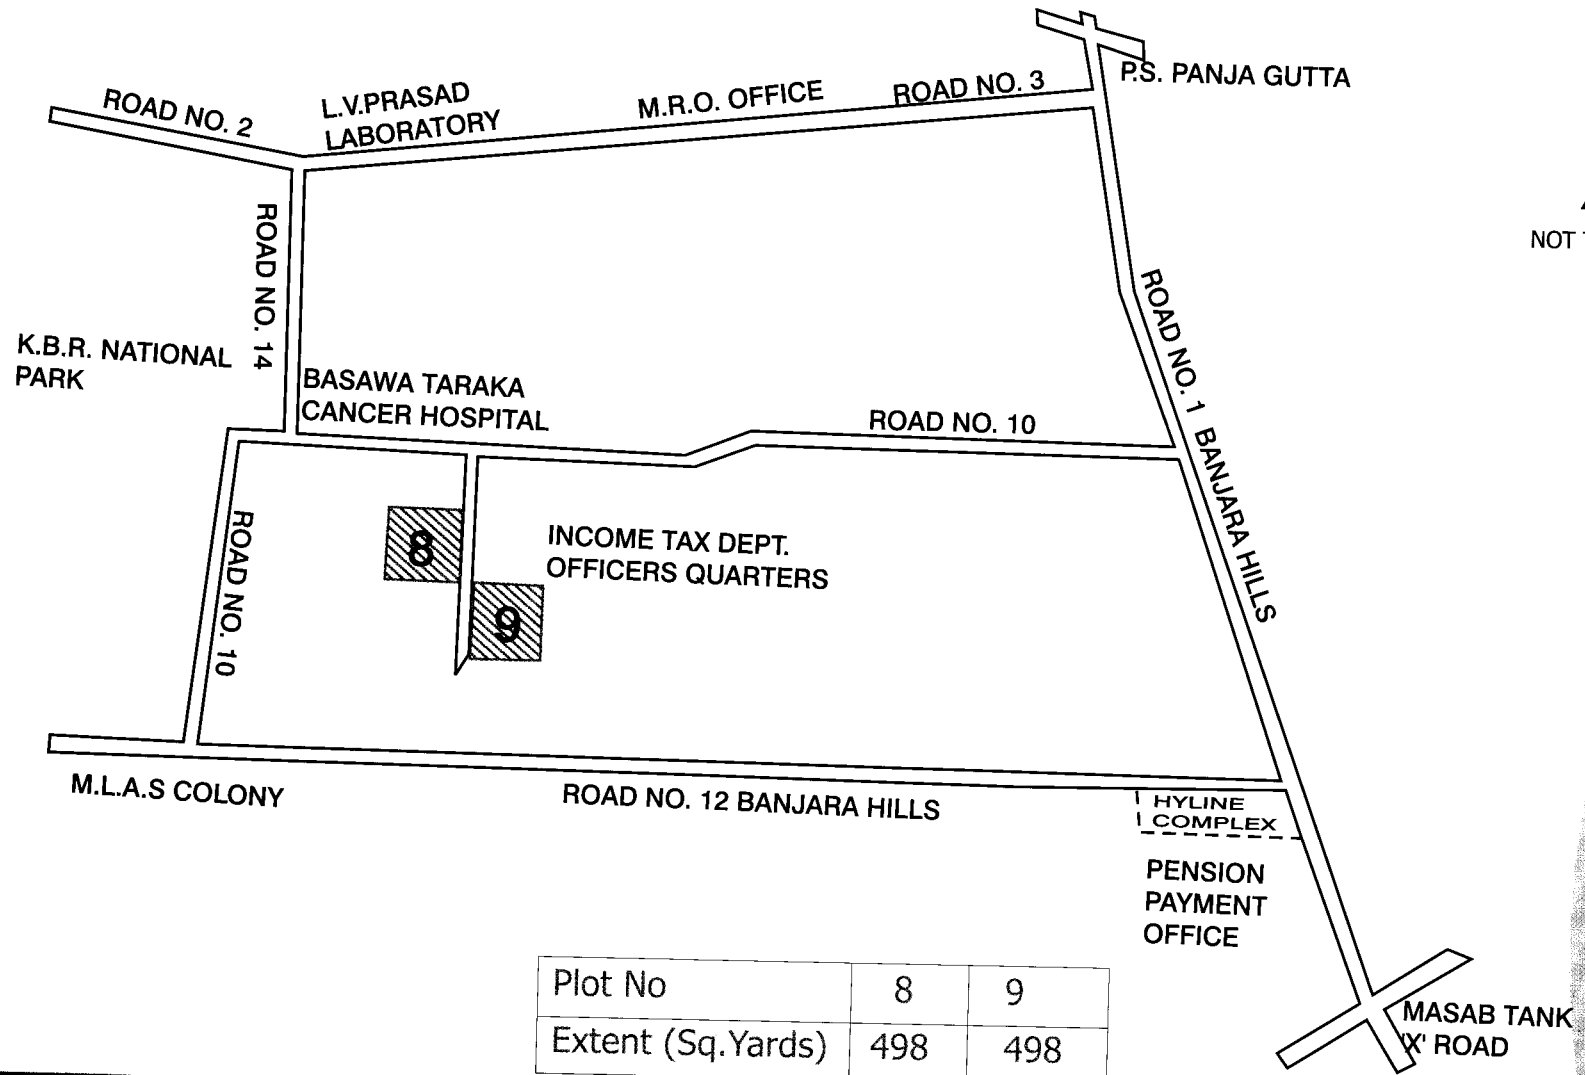 P.S. PANJA GUTTA
ROAD NO. 2
L.V.PRASAD
LABORATORY
M.R.O. OFFICE
ROAD NO. 3
NOT
ROAD NO. 14
K.B.R. NATIONAL
PARK
BASAWA TARAKA
CANCER HOSPITAL
ROAD NO. 10
ROAD NO. 1 BANJARA HILLS
8
INCOME TAX DEPT.
OFFICERS QUARTERS
9
ROAD NO. 10
M.L.A.S COLONY
ROAD NO. 12 BANJARA HILLS
HYLINE
COMPLEX
PENSION
PAYMENT
OFFICE
Plot No 8 9
Extent (Sq.Yards) 498 498
MASAB TANK
'X' ROAD